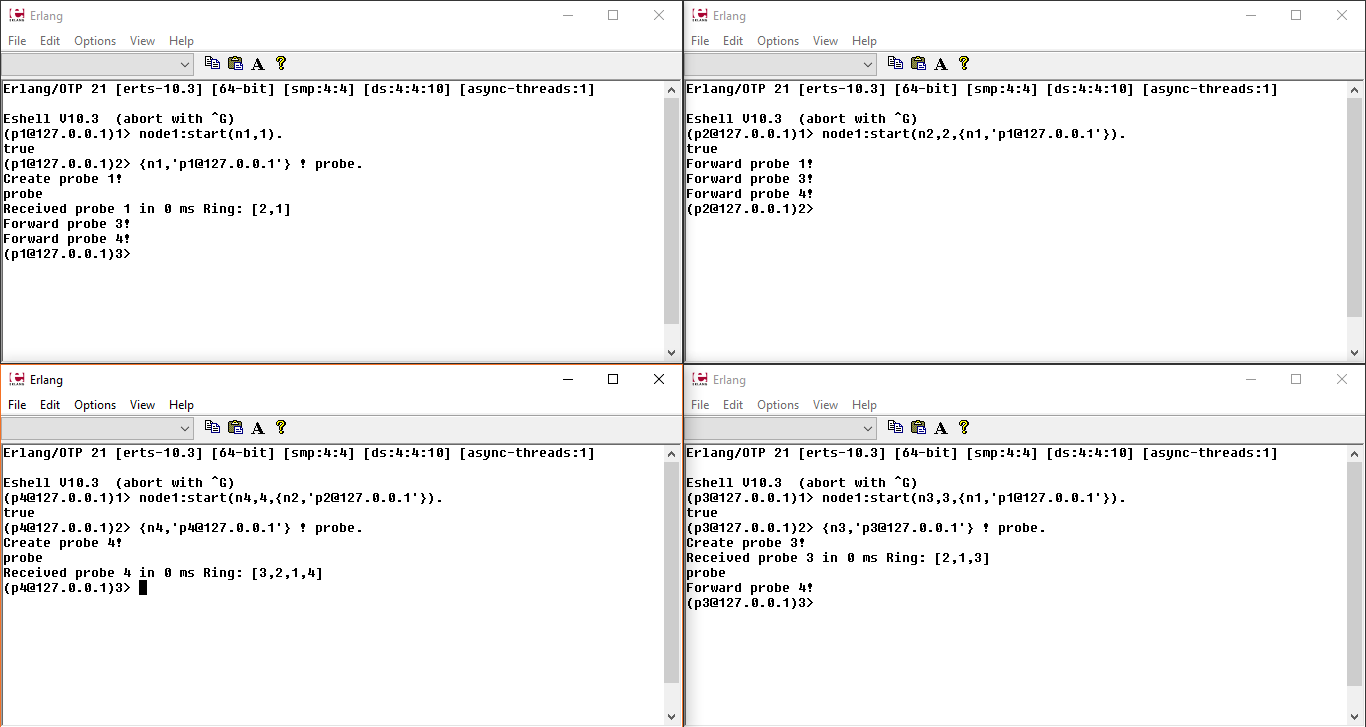 Erlang
File Edit Options View Help
Erlang/OTP 21 [erts-10.3] [64-bit] [smp:4:4] [ds:4:4:10] [async-threads:1]
Eshell V10.3  (abort with ^G)
(p1@127.0.0.1)1> node1:start(n1,1).
true
(p1@127.0.0.1)2> {n1,'p1@127.0.0.1'} ! probe.
Create probe 1!
probe
Received probe 1 in 0 ms Ring: [2,1]
Forward probe 3!
Forward probe 4!
(p1@127.0.0.1)3>
Erlang
File Edit Options View Help
Erlang/OTP 21 [erts-10.3] [64-bit] [smp:4:4] [ds:4:4:10] [async-threads:1]
Eshell V10.3  (abort with ^G)
(p2@127.0.0.1)1> node1:start(n2,2,{n1,'p1@127.0.0.1'}).
true
Forward probe 1!
Forward probe 3!
Forward probe 4!
(p2@127.0.0.1)2>
Erlang
File Edit Options View Help
Erlang/OTP 21 [erts-10.3] [64-bit] [smp:4:4] [ds:4:4:10] [async-threads:1]
Eshell V10.3  (abort with ^G)
(p4@127.0.0.1)1> node1:start(n4,4,{n2,'p2@127.0.0.1'}).
true
(p4@127.0.0.1)2> {n4,'p4@127.0.0.1'} ! probe.
Create probe 4!
probe
Received probe 4 in 0 ms Ring: [3,2,1,4]
(p4@127.0.0.1)3>
Erlang
File Edit Options View Help
Erlang/OTP 21 [erts-10.3] [64-bit] [smp:4:4] [ds:4:4:10] [async-threads:1]
Eshell V10.3  (abort with ^G)
(p3@127.0.0.1)1> node1:start(n3,3,{n1,'p1@127.0.0.1'}).
true
(p3@127.0.0.1)2> {n3,'p3@127.0.0.1'} ! probe.
Create probe 3!
Received probe 3 in 0 ms Ring: [2,1,3]
probe
Forward probe 4!
(p3@127.0.0.1)3>